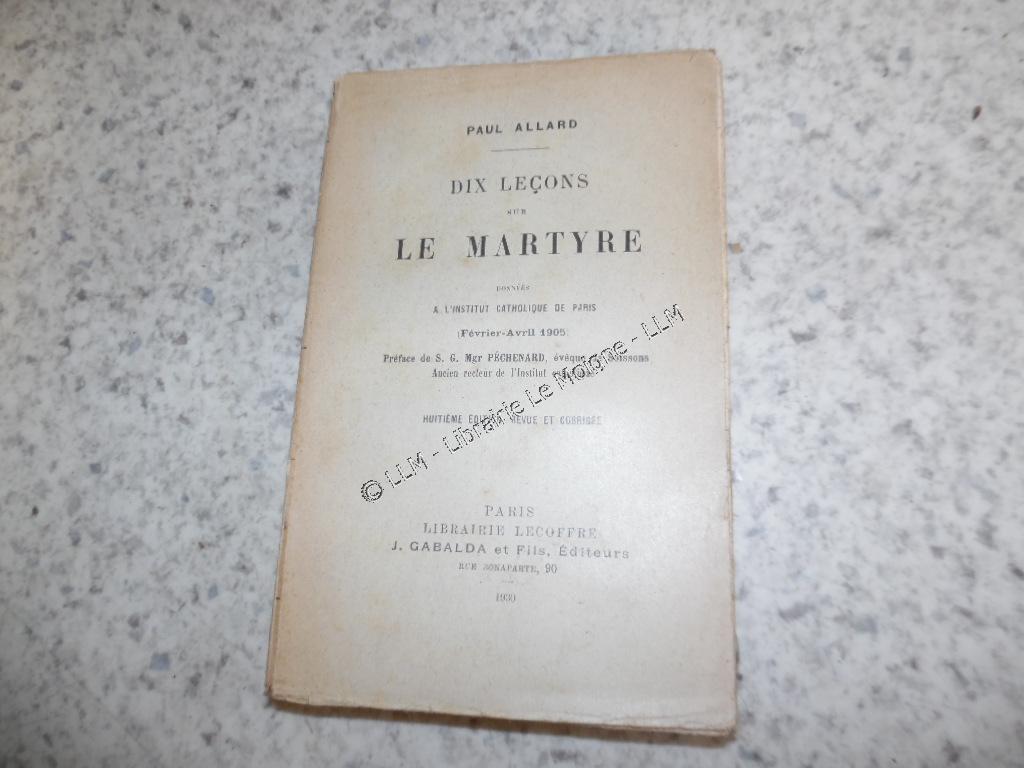 PAUL ALLARD
DIX LEÇONS
SUR
LE MARTYRE
DONNÉES
A L'INSTITUT CATHOLIQUE DE PARIS
(Février-Avril 1905)
Préface de S. G. Mgr PÉCHENARD, évêque de Soissons
Ancien recteur de l'Institut catholique
HUITIÈME ÉDITION, REVUE ET CORRIGÉE
© LLM - Librairie Le Moigne - LLM
PARIS
LIBRAIRIE LECOFFRE
J. GABALDA et Fils, Éditeurs
RUE BONAPARTE, 90
1930